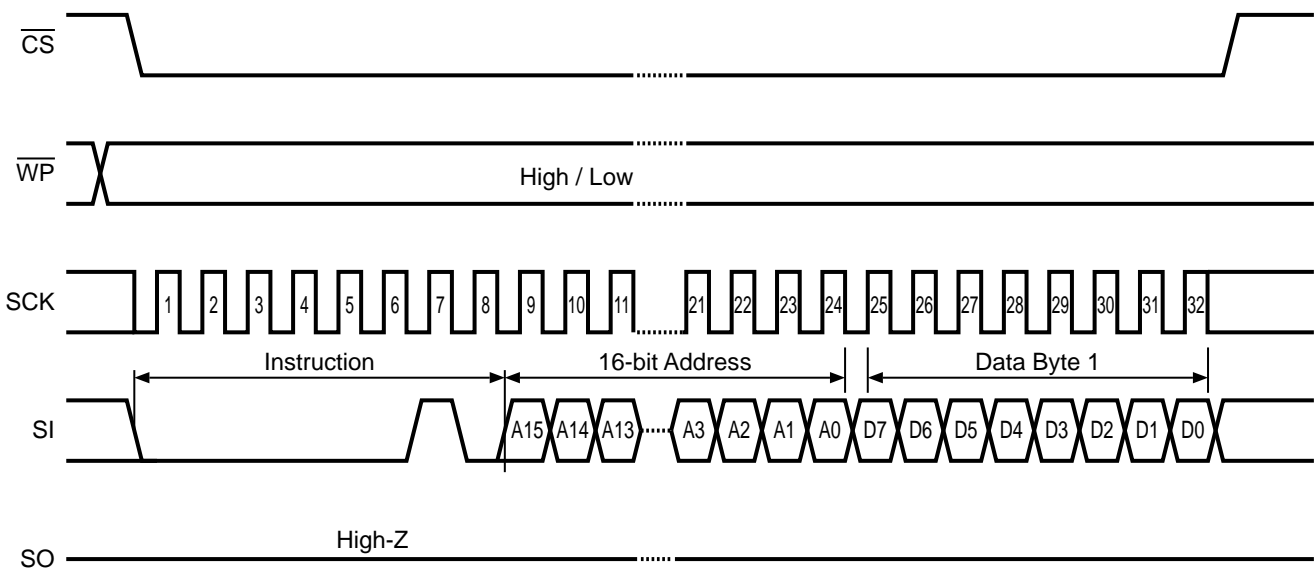 CS
WP
High / Low
SCK
1 2 3 4 5 6 7 8 9 10 11 21 22 23 24 25 26 27 28 29 30 31 32
Instruction 16-bit Address Data Byte 1
SI
A15 A14 A13 A3 A2 A1 A0 D7 D6 D5 D4 D3 D2 D1 D0
High-Z
SO